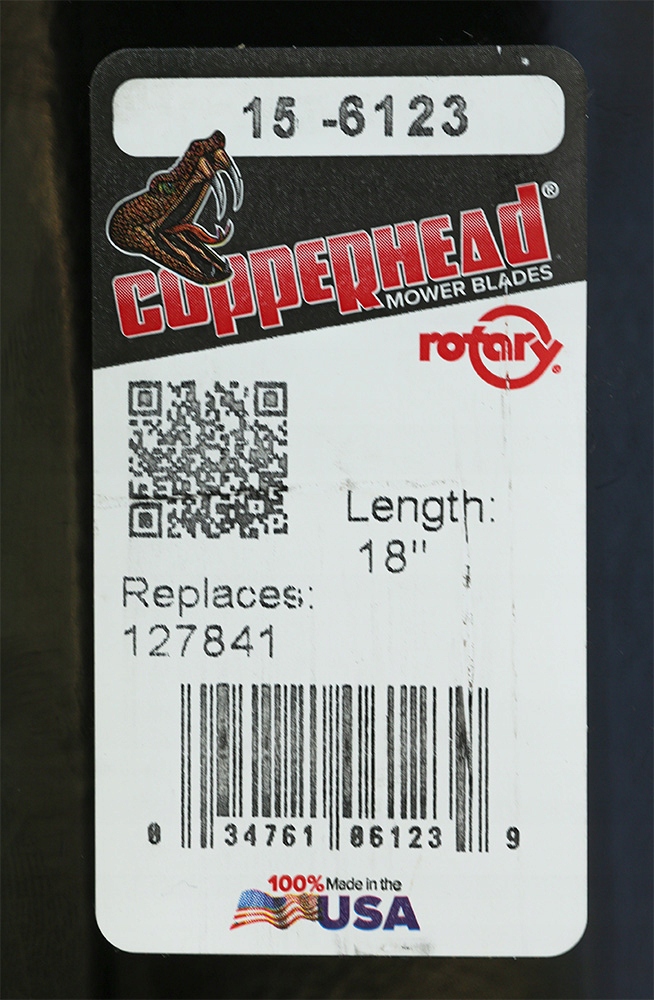 15 -6123
COPPERHEAD®
MOWER BLADES
rotary.
Length:
18"
Replaces:
127841
0 34761 06123 9
100% Made in the
USA